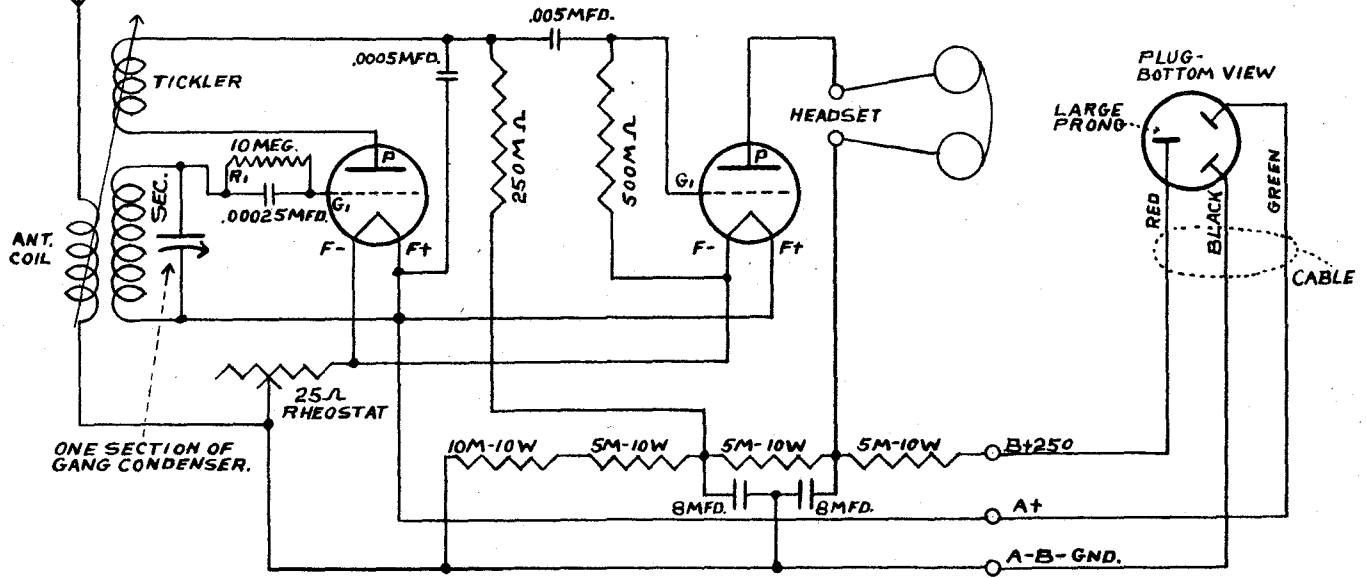 .005MFD.
.0005MFD.
TICKLER
10 MEG.
R1
.00025MFD.
SEC.
P
G1
F-
F+
250MΩ
500MΩ
P
G1
F-
F+
HEADSET
PLUG-
BOTTOM VIEW
LARGE
PRONG
RED
BLACK
GREEN
CABLE
ANT.
COIL
25Ω
RHEOSTAT
ONE SECTION OF
GANG CONDENSER.
10M-10W
5M-10W
5M-10W
5M-10W
B+250
8MFD.
8MFD.
A+
A-B-GND.